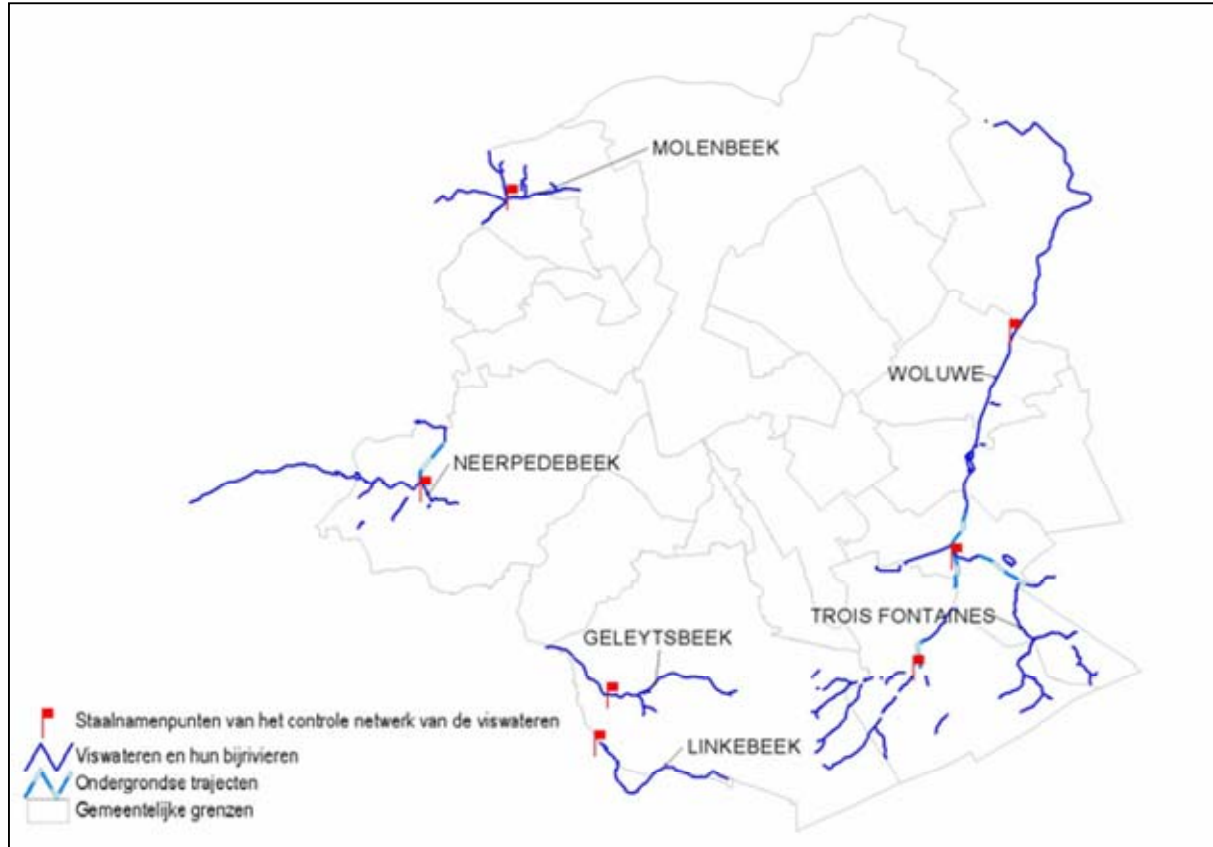 MOLENBEEK
WOLUWE
NEERPEDEBEEK
TROIS FONTAINES
GELEYTSBEEK
LINKEBEEK
Staalnamenpunten van het controle netwerk van de viswateren
Viswateren en hun bijrivieren
Ondergrondse trajecten
Gemeentelijke grenzen